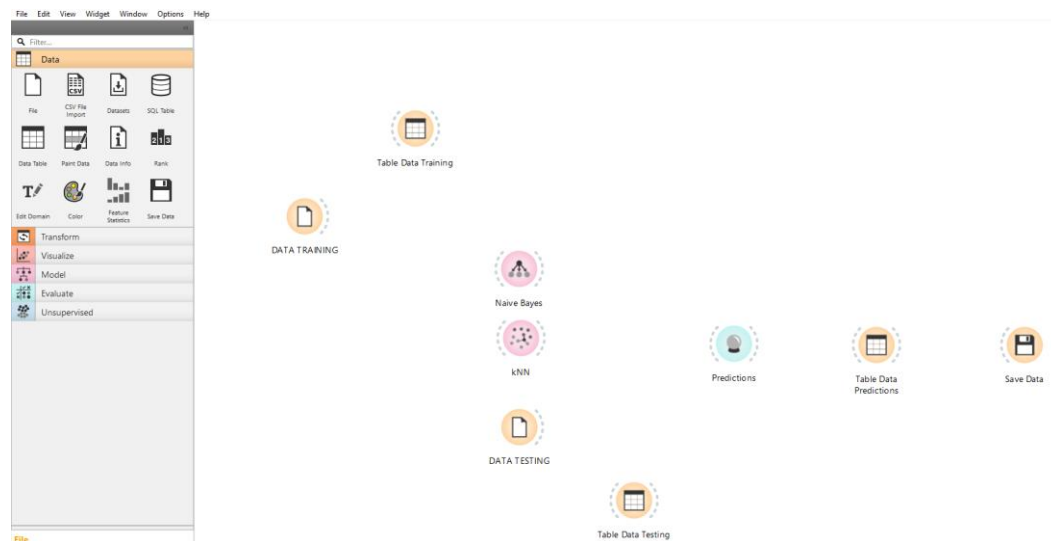 File Edit View Widget Window Options Help
Filter...
Data
File
CSV File
Import
Datasets
SQL Table
Data Table
Paint Data
Data Info
Rank
Edit Domain
Color
Feature
Statistics
Save Data
Transform
Visualize
Model
Evaluate
Unsupervised
File
Table Data Training
DATA TRAINING
Naive Bayes
kNN
Predictions
Table Data
Predictions
Save Data
DATA TESTING
Table Data Testing